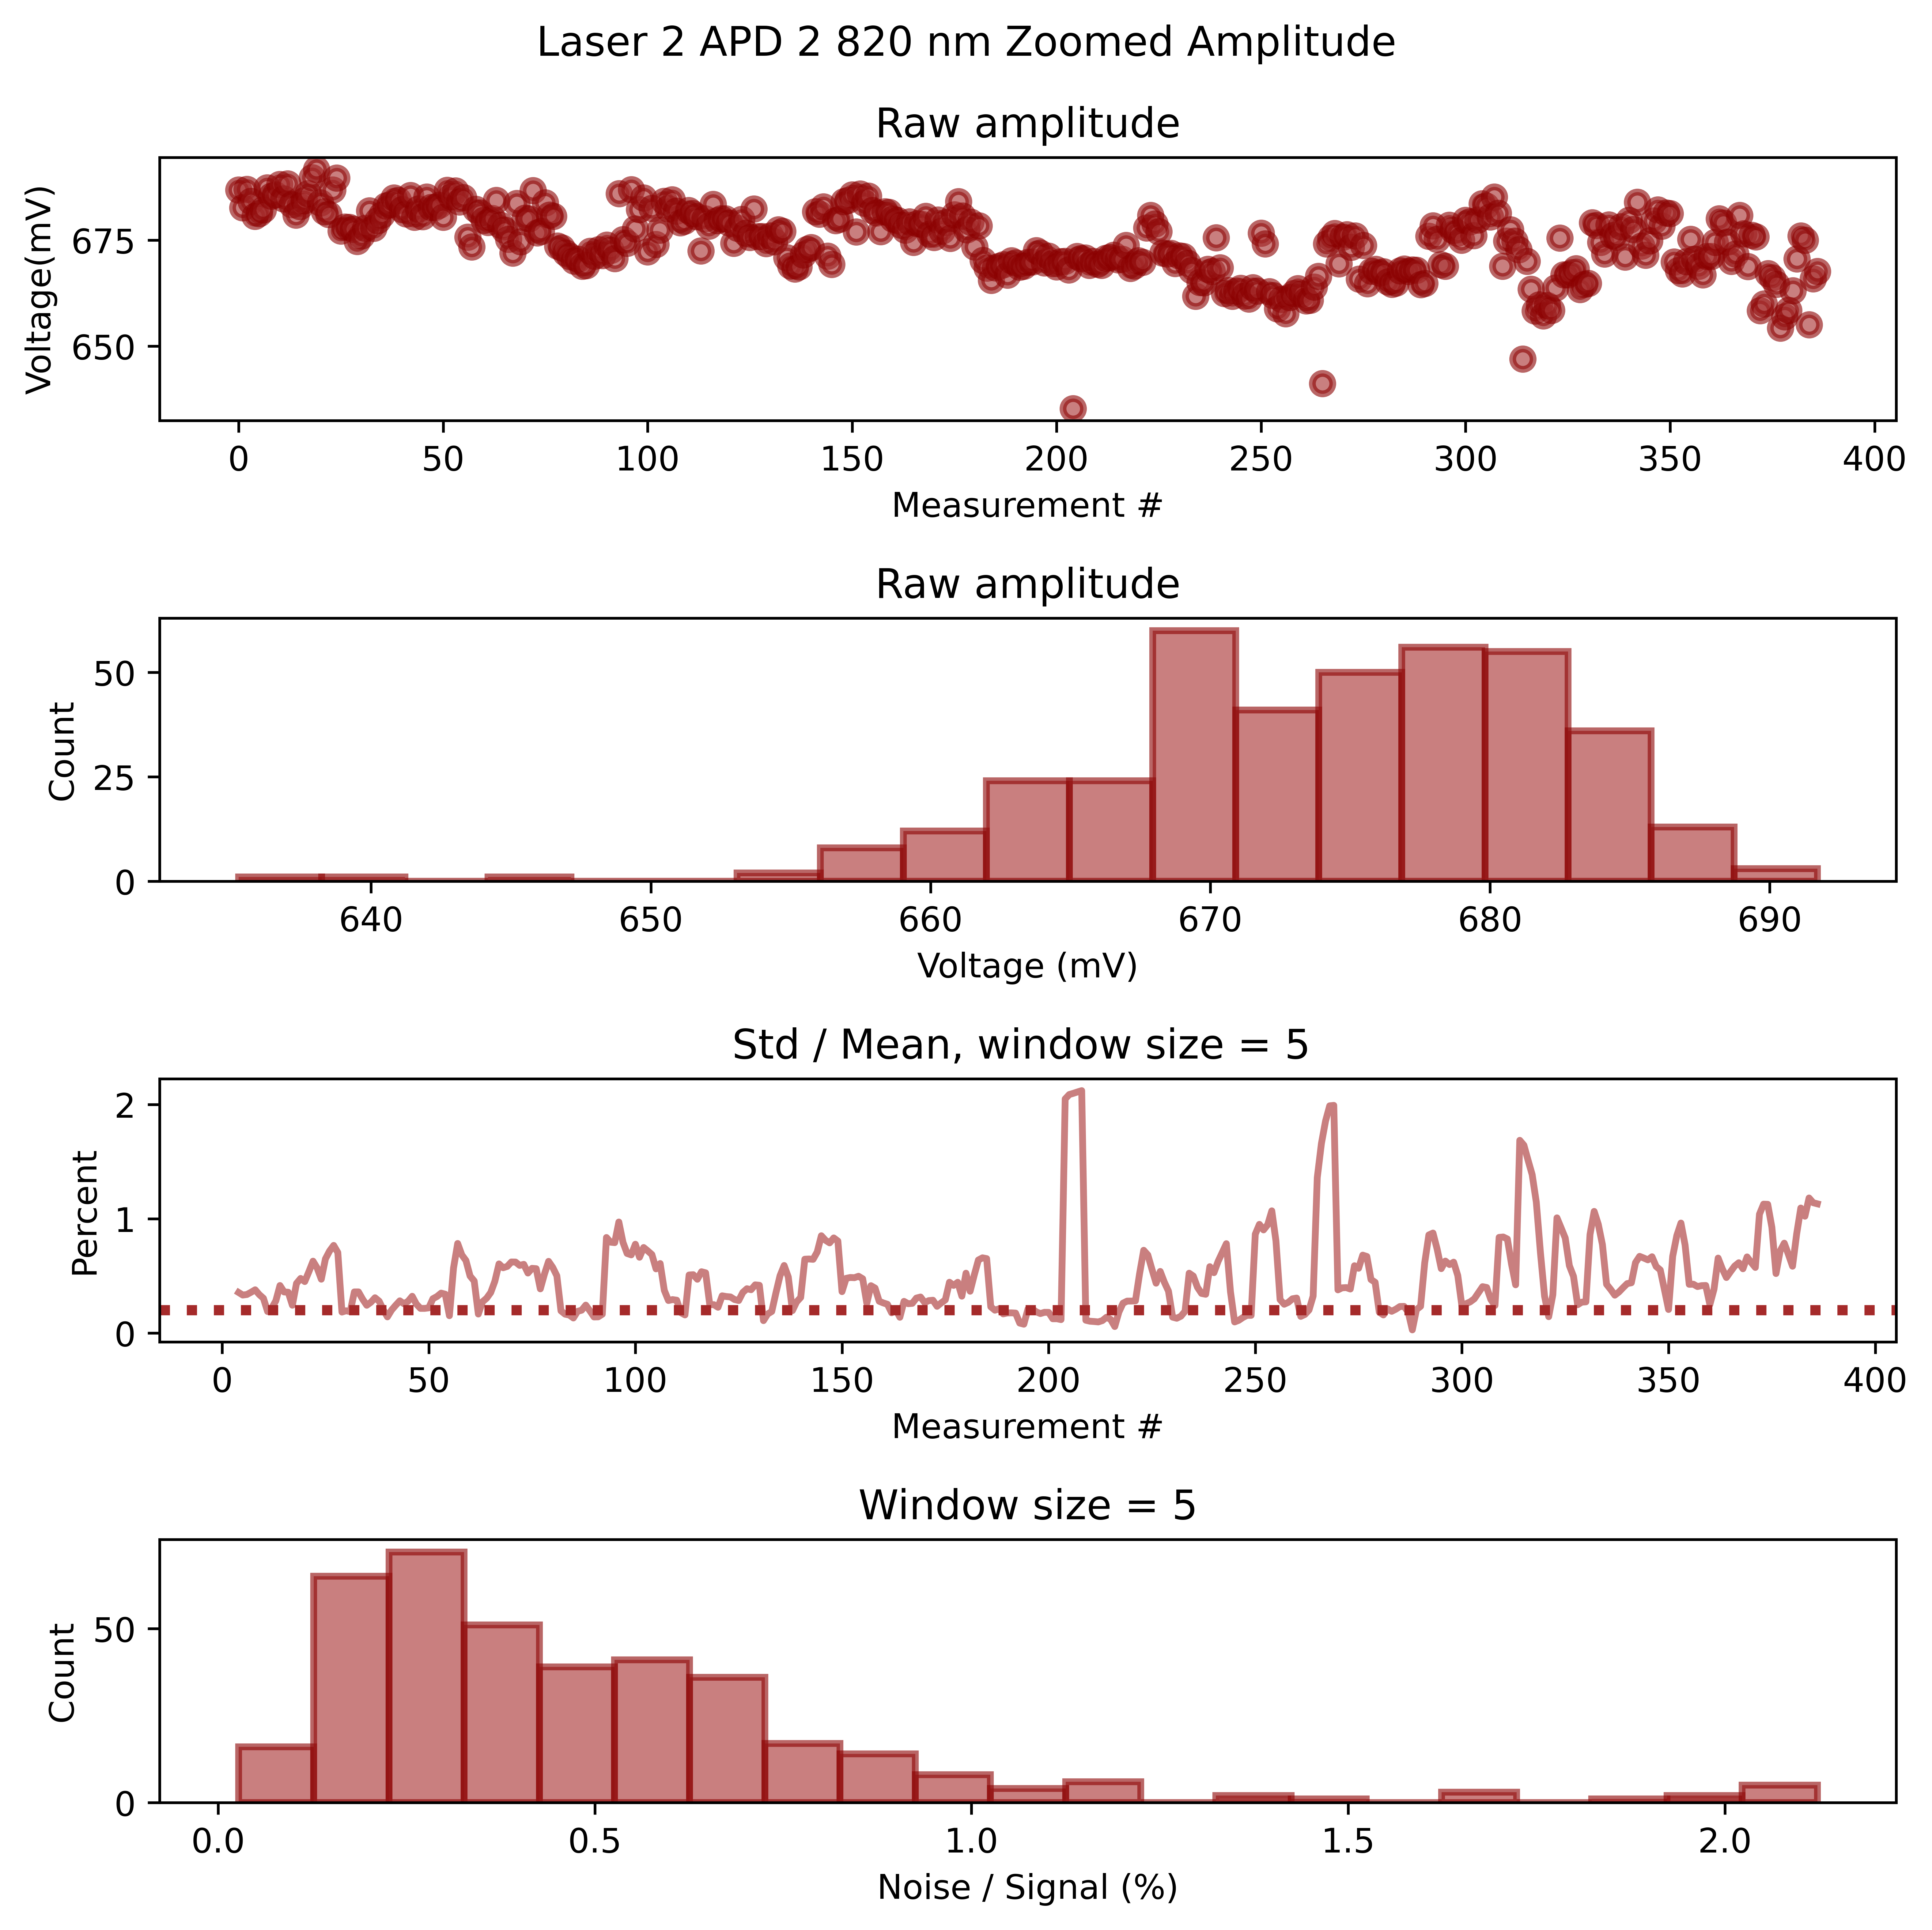 Laser 2 APD 2 820 nm Zoomed Amplitude
Raw amplitude
Voltage(mV)
675
650
0 50 100 150 200 250 300 350 400
Measurement #
Raw amplitude
Count
50
25
0
640 650 660 670 680 690
Voltage (mV)
Std / Mean, window size = 5
Percent
2
1
0
0 50 100 150 200 250 300 350 400
Measurement #
Window size = 5
Count
50
0
0.0 0.5 1.0 1.5 2.0
Noise / Signal (%)